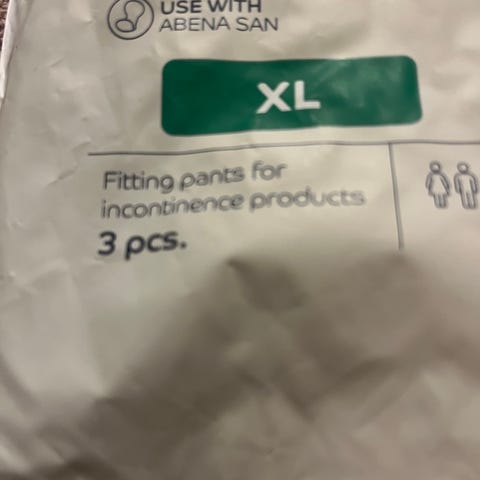 USE WITH
ABENA SAN
XL
Fitting pants for
incontinence products
3 pcs.